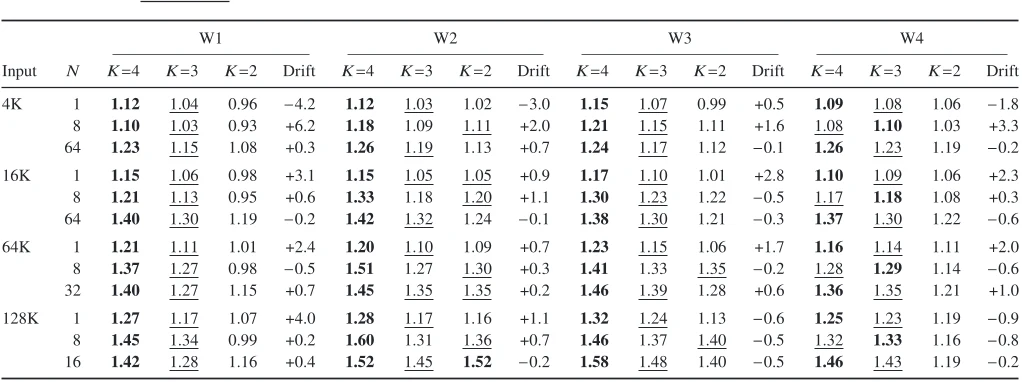 W1 W2 W3 W4
Input N K=4 K=3 K=2 Drift K=4 K=3 K=2 Drift K=4 K=3 K=2 Drift K=4 K=3 K=2 Drift
4K 1 1.12 1.04 0.96 −4.2 1.12 1.03 1.02 −3.0 1.15 1.07 0.99 +0.5 1.09 1.08 1.06 −1.8
8 1.10 1.03 0.93 +6.2 1.18 1.09 1.11 +2.0 1.21 1.15 1.11 +1.6 1.08 1.10 1.03 +3.3
64 1.23 1.15 1.08 +0.3 1.26 1.19 1.13 +0.7 1.24 1.17 1.12 −0.1 1.26 1.23 1.19 −0.2
16K 1 1.15 1.06 0.98 +3.1 1.15 1.05 1.05 +0.9 1.17 1.10 1.01 +2.8 1.10 1.09 1.06 +2.3
8 1.21 1.13 0.95 +0.6 1.33 1.18 1.20 +1.1 1.30 1.23 1.22 −0.5 1.17 1.18 1.08 +0.3
64 1.40 1.30 1.19 −0.2 1.42 1.32 1.24 −0.1 1.38 1.30 1.21 −0.3 1.37 1.30 1.22 −0.6
64K 1 1.21 1.11 1.01 +2.4 1.20 1.10 1.09 +0.7 1.23 1.15 1.06 +1.7 1.16 1.14 1.11 +2.0
8 1.37 1.27 0.98 −0.5 1.51 1.27 1.30 +0.3 1.41 1.33 1.35 −0.2 1.28 1.29 1.14 −0.6
32 1.40 1.27 1.15 +0.7 1.45 1.35 1.35 +0.2 1.46 1.39 1.28 +0.6 1.36 1.35 1.21 +1.0
128K 1 1.27 1.17 1.07 +4.0 1.28 1.17 1.16 +1.1 1.32 1.24 1.13 −0.6 1.25 1.23 1.19 −0.9
8 1.45 1.34 0.99 +0.2 1.60 1.31 1.36 +0.7 1.46 1.37 1.40 −0.5 1.32 1.33 1.16 −0.8
16 1.42 1.28 1.16 +0.4 1.52 1.45 1.52 −0.2 1.58 1.48 1.40 −0.5 1.46 1.43 1.19 −0.2